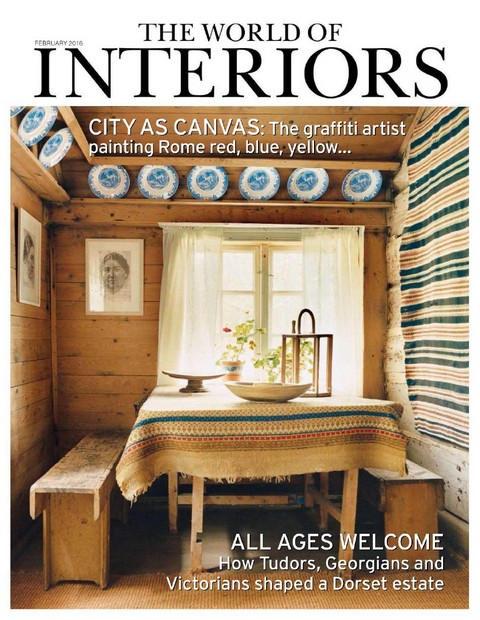 THE WORLD OF
FEBRUARY 2016
INTERIORS
CITY AS CANVAS: The graffiti artist
painting Rome red, blue, yellow...
ALL AGES WELCOME
How Tudors, Georgians and
Victorians shaped a Dorset estate